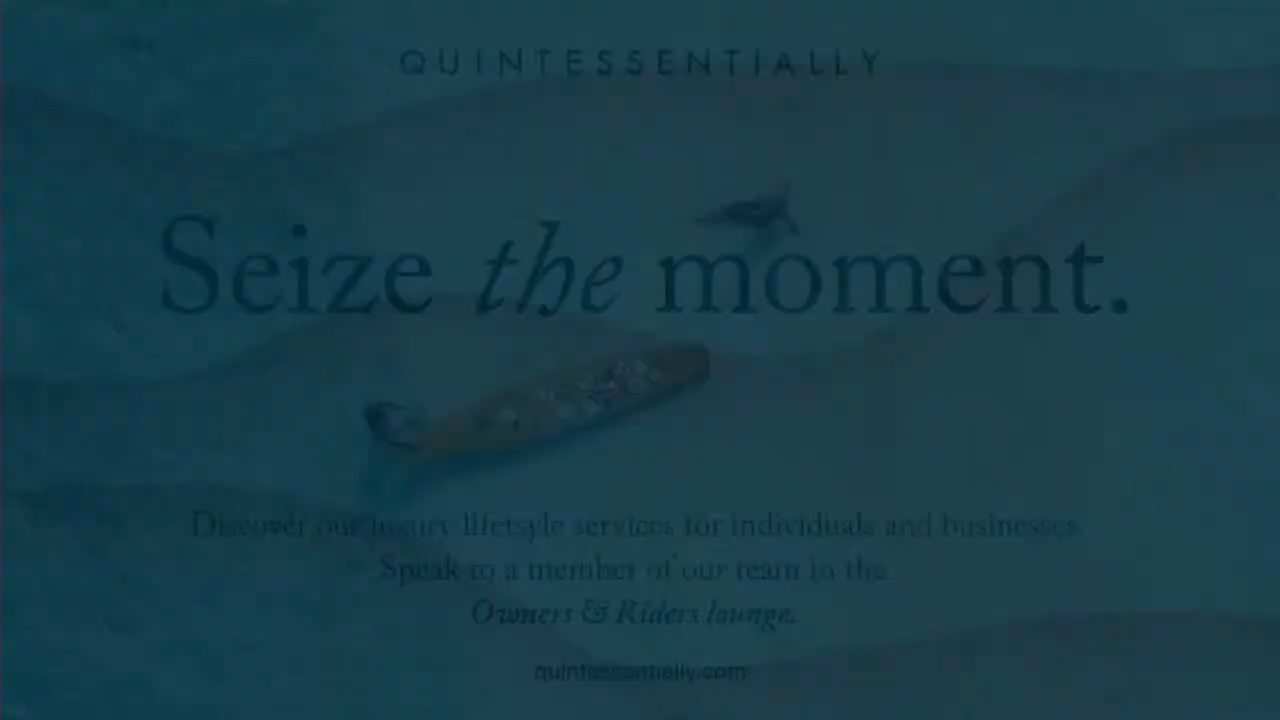 QUINTESSENTIALLY
Seize the moment.
Discover our luxury lifetsyle services for individuals and businesses.
Speak to a member of our team in the
Owners & Riders lounge.
quintessentially.com